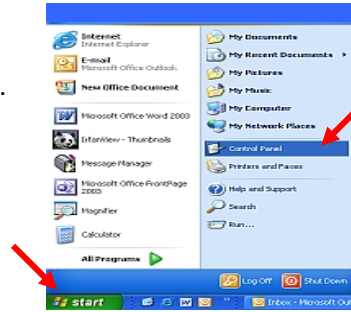 .
Internet
Internet Explorer
E-mail
Microsoft Office Outlook
New Office Document
Microsoft Office Word 2003
IrfanView - Thumbnails
Message Manager
Microsoft Office FrontPage
2003
Magnifier
Calculator
All Programs
My Documents
My Recent Documents
My Pictures
My Music
My Computer
My Network Places
Control Panel
Printers and Faxes
Help and Support
Search
Run...
Log Off
Shut Down
start
Inbox - Microsoft Out